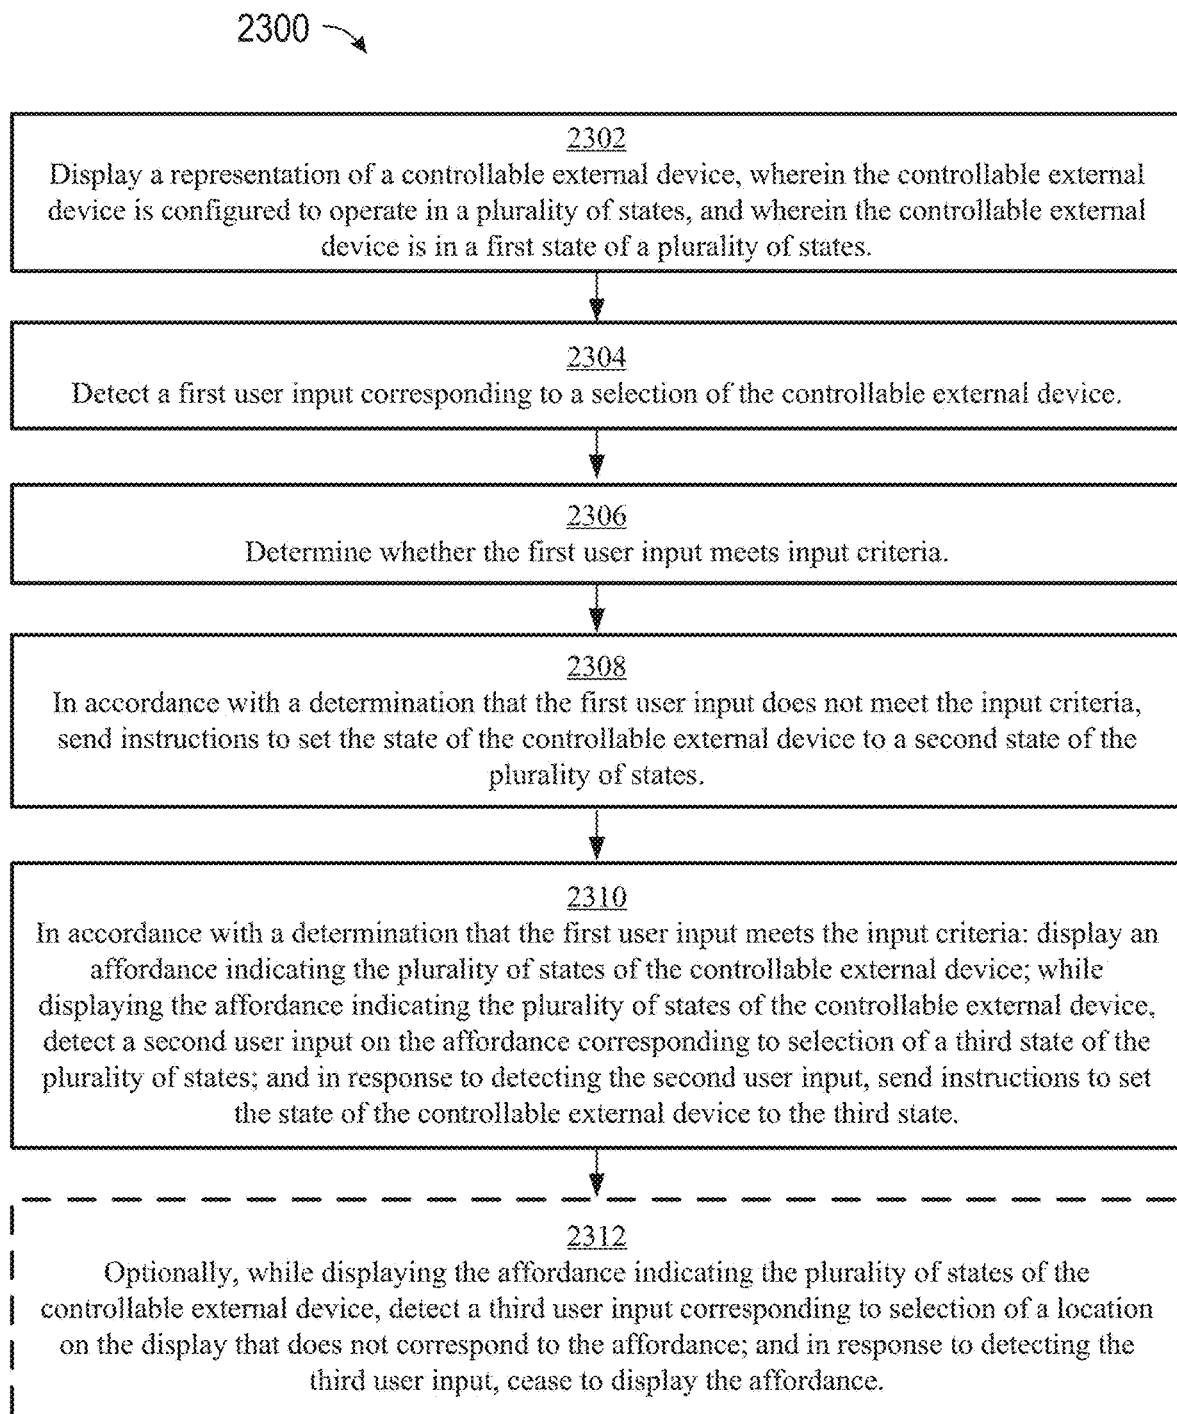 2300
2302
Display a representation of a controllable external device, wherein the controllable external
device is configured to operate in a plurality of states, and wherein the controllable external
device is in a first state of a plurality of states.
2304
Detect a first user input corresponding to a selection of the controllable external device.
2306
Determine whether the first user input meets input criteria.
2308
In accordance with a determination that the first user input does not meet the input criteria,
send instructions to set the state of the controllable external device to a second state of the
plurality of states.
2310
In accordance with a determination that the first user input meets the input criteria: display an
affordance indicating the plurality of states of the controllable external device; while
displaying the affordance indicating the plurality of states of the controllable external device,
detect a second user input on the affordance corresponding to selection of a third state of the
plurality of states; and in response to detecting the second user input, send instructions to set
the state of the controllable external device to the third state.
2312
Optionally, while displaying the affordance indicating the plurality of states of the
controllable external device, detect a third user input corresponding to selection of a location
on the display that does not correspond to the affordance; and in response to detecting the
third user input, cease to display the affordance.